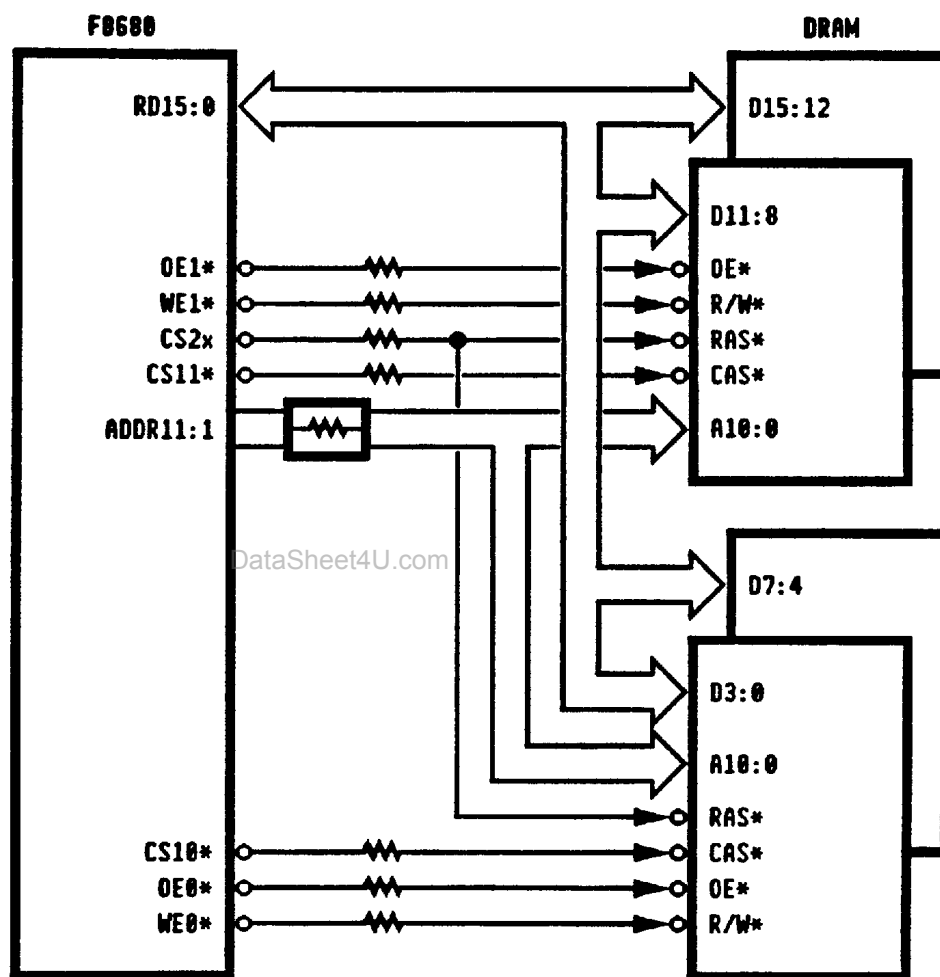 F8680
DRAM
RD15:0
D15:12
D11:8
OE1*
OE*
WE1*
R/W*
CS2x
RAS*
CS11*
CAS*
ADDR11:1
A10:0
DataSheet4U.com
D7:4
D3:0
A10:0
RAS*
CS10*
CAS*
OE0*
OE*
WE0*
R/W*